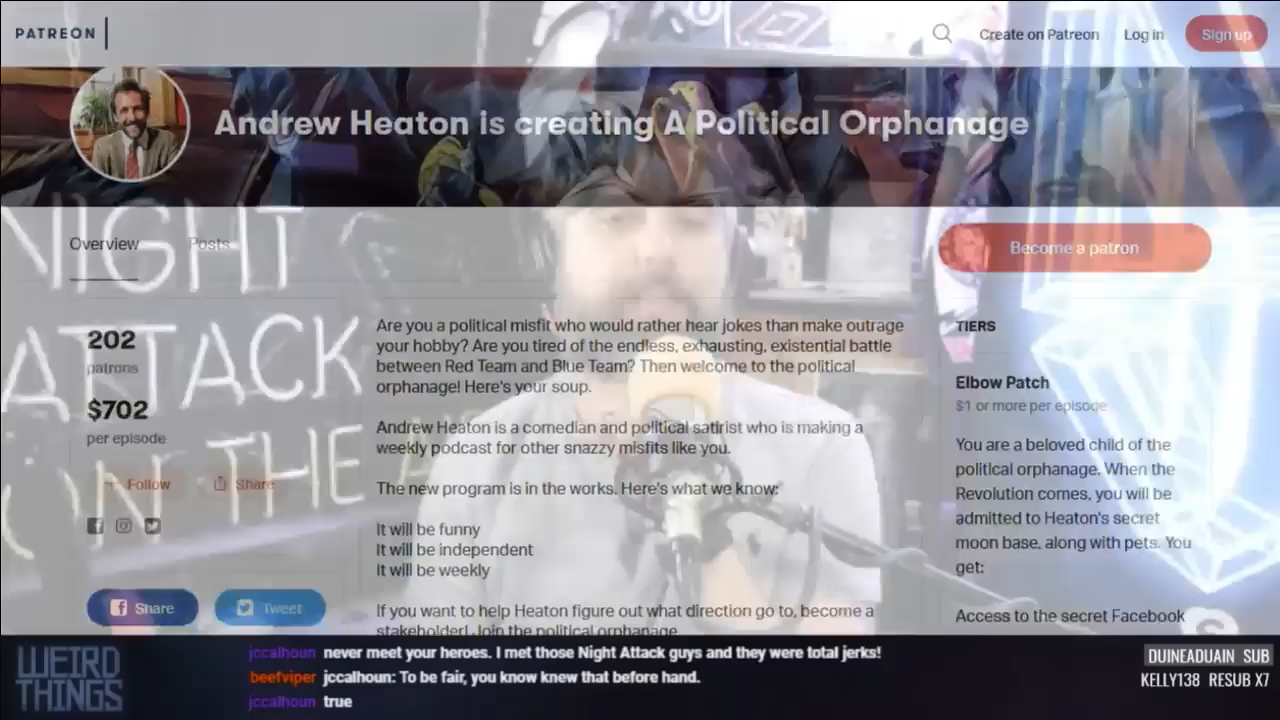 PATREON
Create on Patreon
Log in
Sign up
Andrew Heaton is creating A Political Orphanage
NIGHT
ATTACK
ON THE
Overview
Posts
Become a patron
202
patrons
$702
per episode
Follow
Share
Share
Tweet
Are you a political misfit who would rather hear jokes than make outrage
your hobby? Are you tired of the endless, exhausting, existential battle
between Red Team and Blue Team? Then welcome to the political
orphanage! Here's your soup.
Andrew Heaton is a comedian and political satirist who is making a
weekly podcast for other snazzy misfits like you.
The new program is in the works. Here's what we know:
It will be funny
It will be independent
It will be weekly
If you want to help Heaton figure out what direction go to, become a
stakeholder! Join the political orphanage
TIERS
Elbow Patch
$1 or more per episode
You are a beloved child of the
political orphanage. When the
Revolution comes, you will be
admitted to Heaton's secret
moon base, along with pets. You
get:
Access to the secret Facebook
WEIRD
THINGS
jccalhoun never meet your heroes. I met those Night Attack guys and they were total jerks!
beefviper jccalhoun: To be fair, you know knew that before hand.
jccalhoun true
DUINEADUAIN SUB
KELLY138 RESUB X7